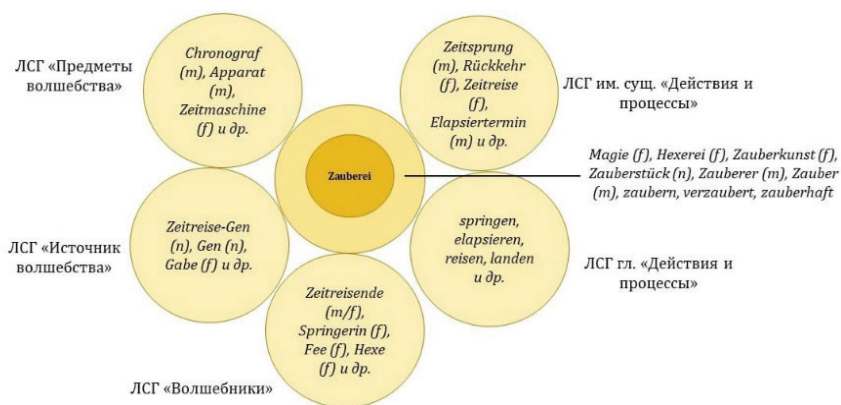 ЛСГ «Предметы
волшебства»
Chronograf
(m), Apparat
(m),
Zeitmaschine
(f) и др.
Zeitsprung
(m), Rückkehr
(f), Zeitreise
(f),
Elapsiertermin
(m) и др.
ЛСГ им. сущ. «Действия и
процессы»
Zauberei
Magie (f), Hexerei (f), Zauberkunst (f),
Zauberstück (n), Zauberer (m), Zauber
(m), zaubern, verzaubert, zauberhaft
ЛСГ «Источник
волшебства»
Zeitreise-Gen
(n), Gen (n),
Gabe (f) и др.
springen,
elapsieren,
reisen, landen
и др.
ЛСГ гл. «Действия и
процессы»
Zeitreisende
(m/f),
Springerin (f),
Fee (f), Hexe
(f) и др.
ЛСГ «Волшебники»